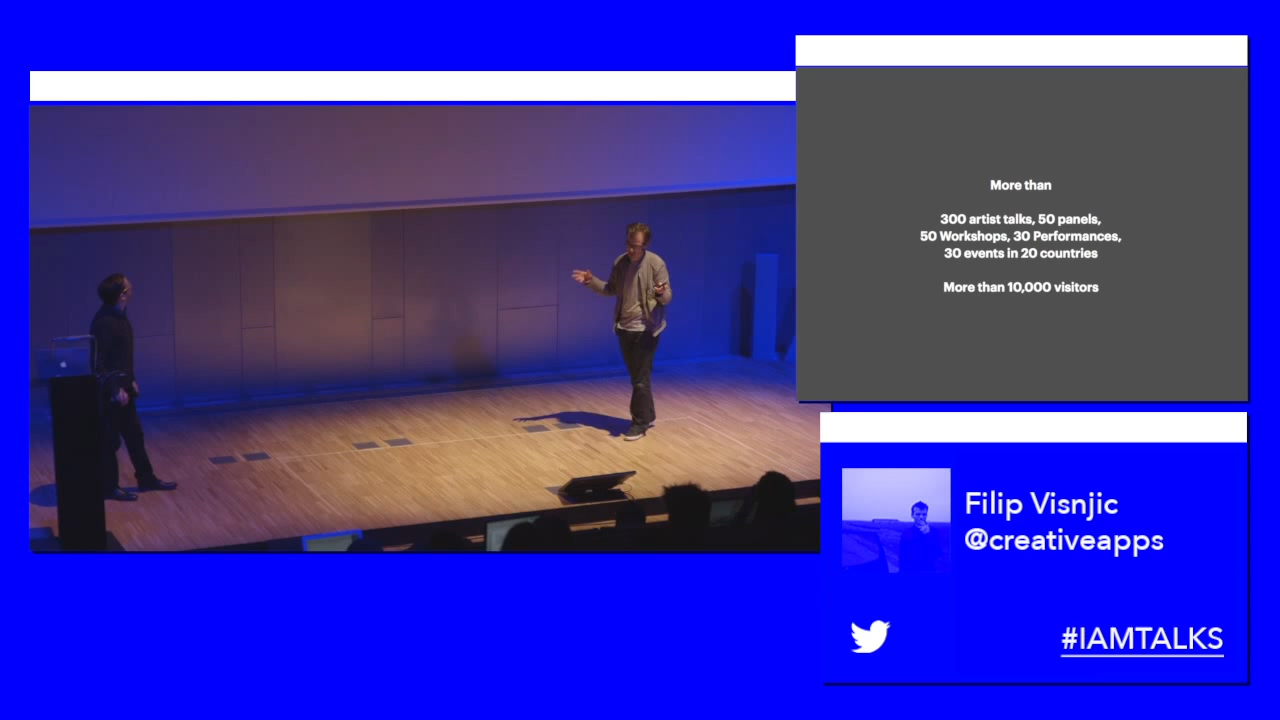 More than
300 artist talks, 50 panels,
50 Workshops, 30 Performances,
30 events in 20 countries
More than 10,000 visitors
Filip Visnjic
@creativeapps
#IAMTALKS